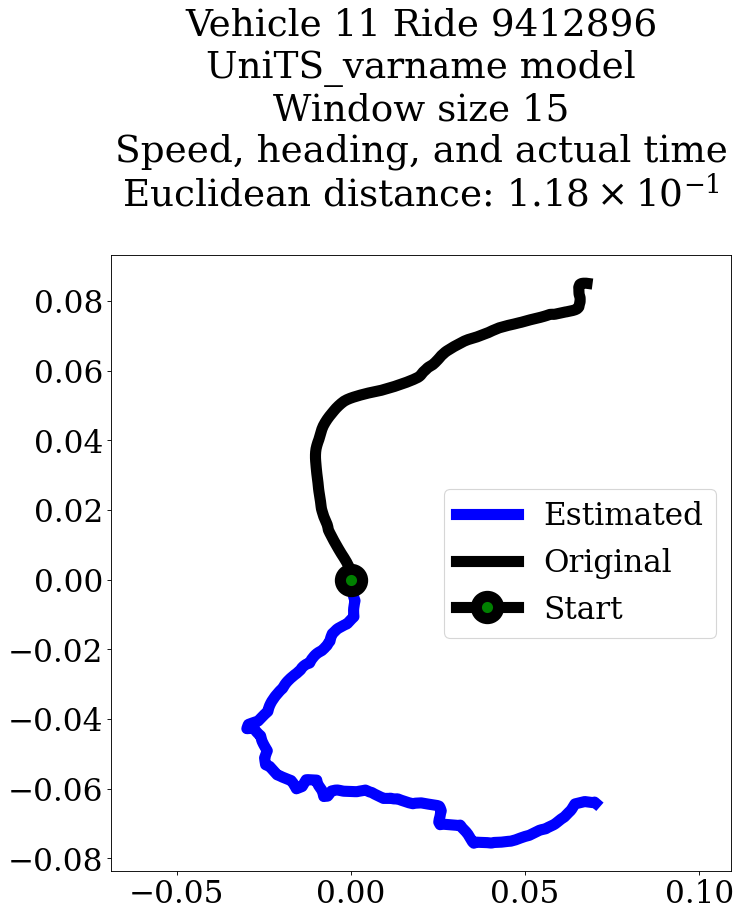 Vehicle 11 Ride 9412896
UniTS_varname model
Window size 15
Speed, heading, and actual time
Euclidean distance: 1.18 × 10⁻¹
0.08
0.06
0.04
0.02
0.00
−0.02
−0.04
−0.06
−0.08
Estimated
Original
Start
−0.05
0.00
0.05
0.10